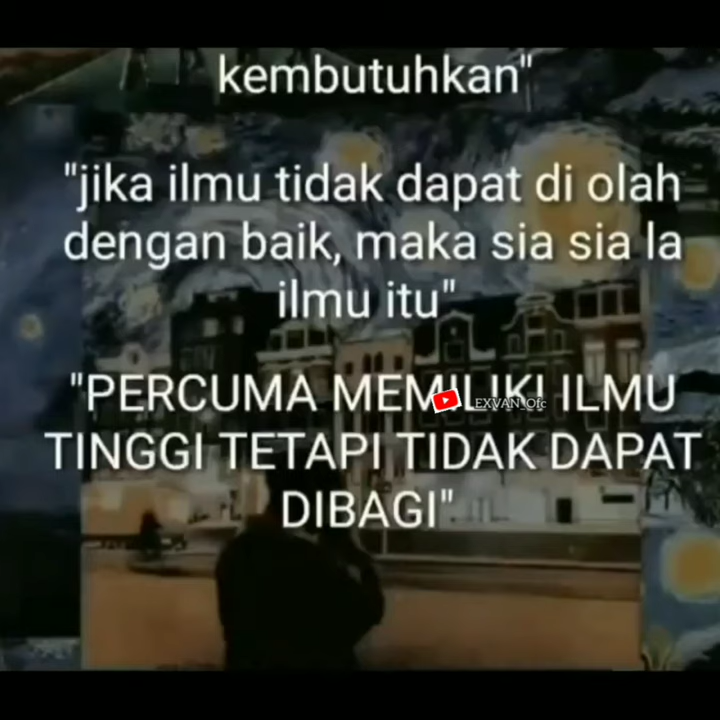 kembutuhkan"
"jika ilmu tidak dapat di olah
dengan baik, maka sia sia la
ilmu itu"
"PERCUMA MEMILIKI ILMU
EXVAN_Ofc
TINGGI TETAPI TIDAK DAPAT
DIBAGI"